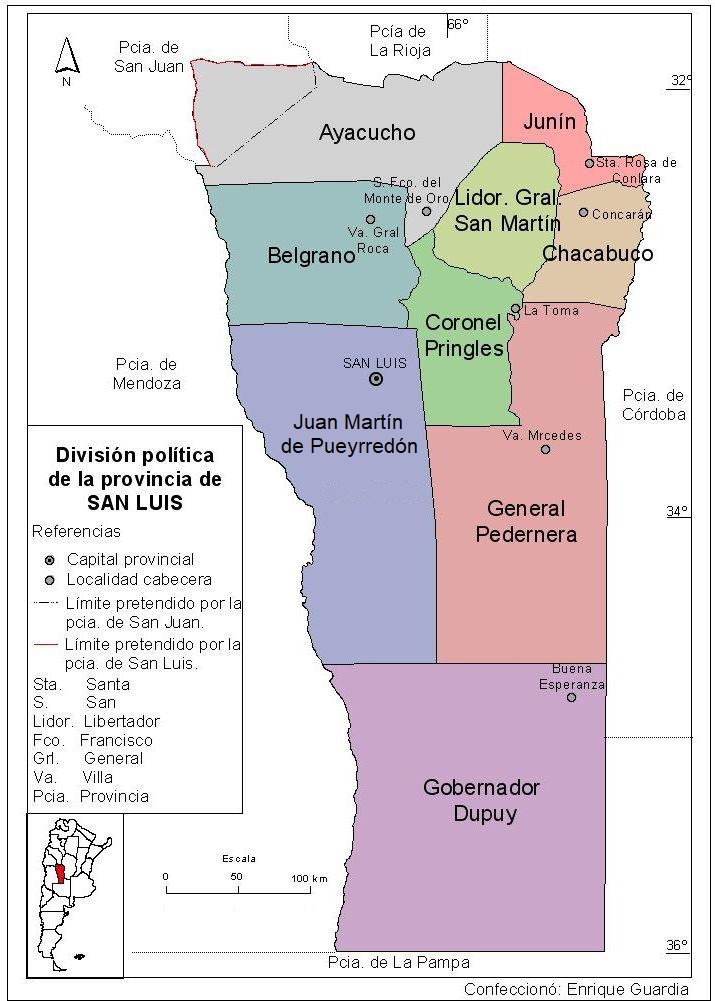 Pcía de
La Rioja
66°
Pcia. de
San Juan
N
32°
Ayacucho
Junín
Sta. Rosa de
Conlara
S. Fco. del
Monte de Oro
Lidor. Gral.
San Martín
Concarán
Va. Gral
Roca
Belgrano
Chacabuco
La Toma
Coronel
Pringles
SAN LUIS
Pcia. de
Mendoza
Pcia. de
Córdoba
Juan Martín
de Pueyrredón
Va. Mrcedes
General
Pedernera
34°
División política
de la provincia de
SAN LUIS
Referencias
Capital provincial
Localidad cabecera
Límite pretendido por la
pcia. de San Juan.
Límite pretendido por la
pcia. de San Luis.
Sta. Santa
S. San
Lidor. Libertador
Fco. Francisco
Grl. General
Va. Villa
Pcia. Provincia
Buena
Esperanza
Gobernador
Dupuy
Escala
0 50 100 km
36°
Pcia. de La Pampa
Confeccionó: Enrique Guardia